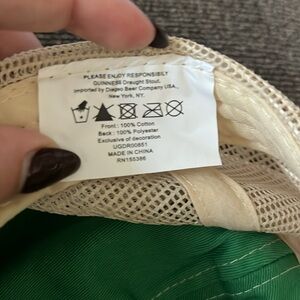 PLEASE ENJOY RESPONSIBLY
GUINNESS Draught Stout,
Imported by Diageo Beer Company USA,
New York, NY.
Front : 100% Cotton
Back : 100% Polyester
Exclusive of decoration
UGDR00851
MADE IN CHINA
RN155386